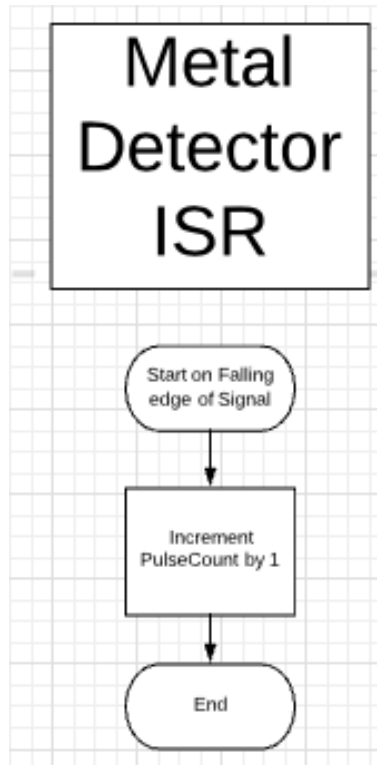 Metal
Detector
ISR
Start on Falling
edge of Signal
Increment
PulseCount by 1
End